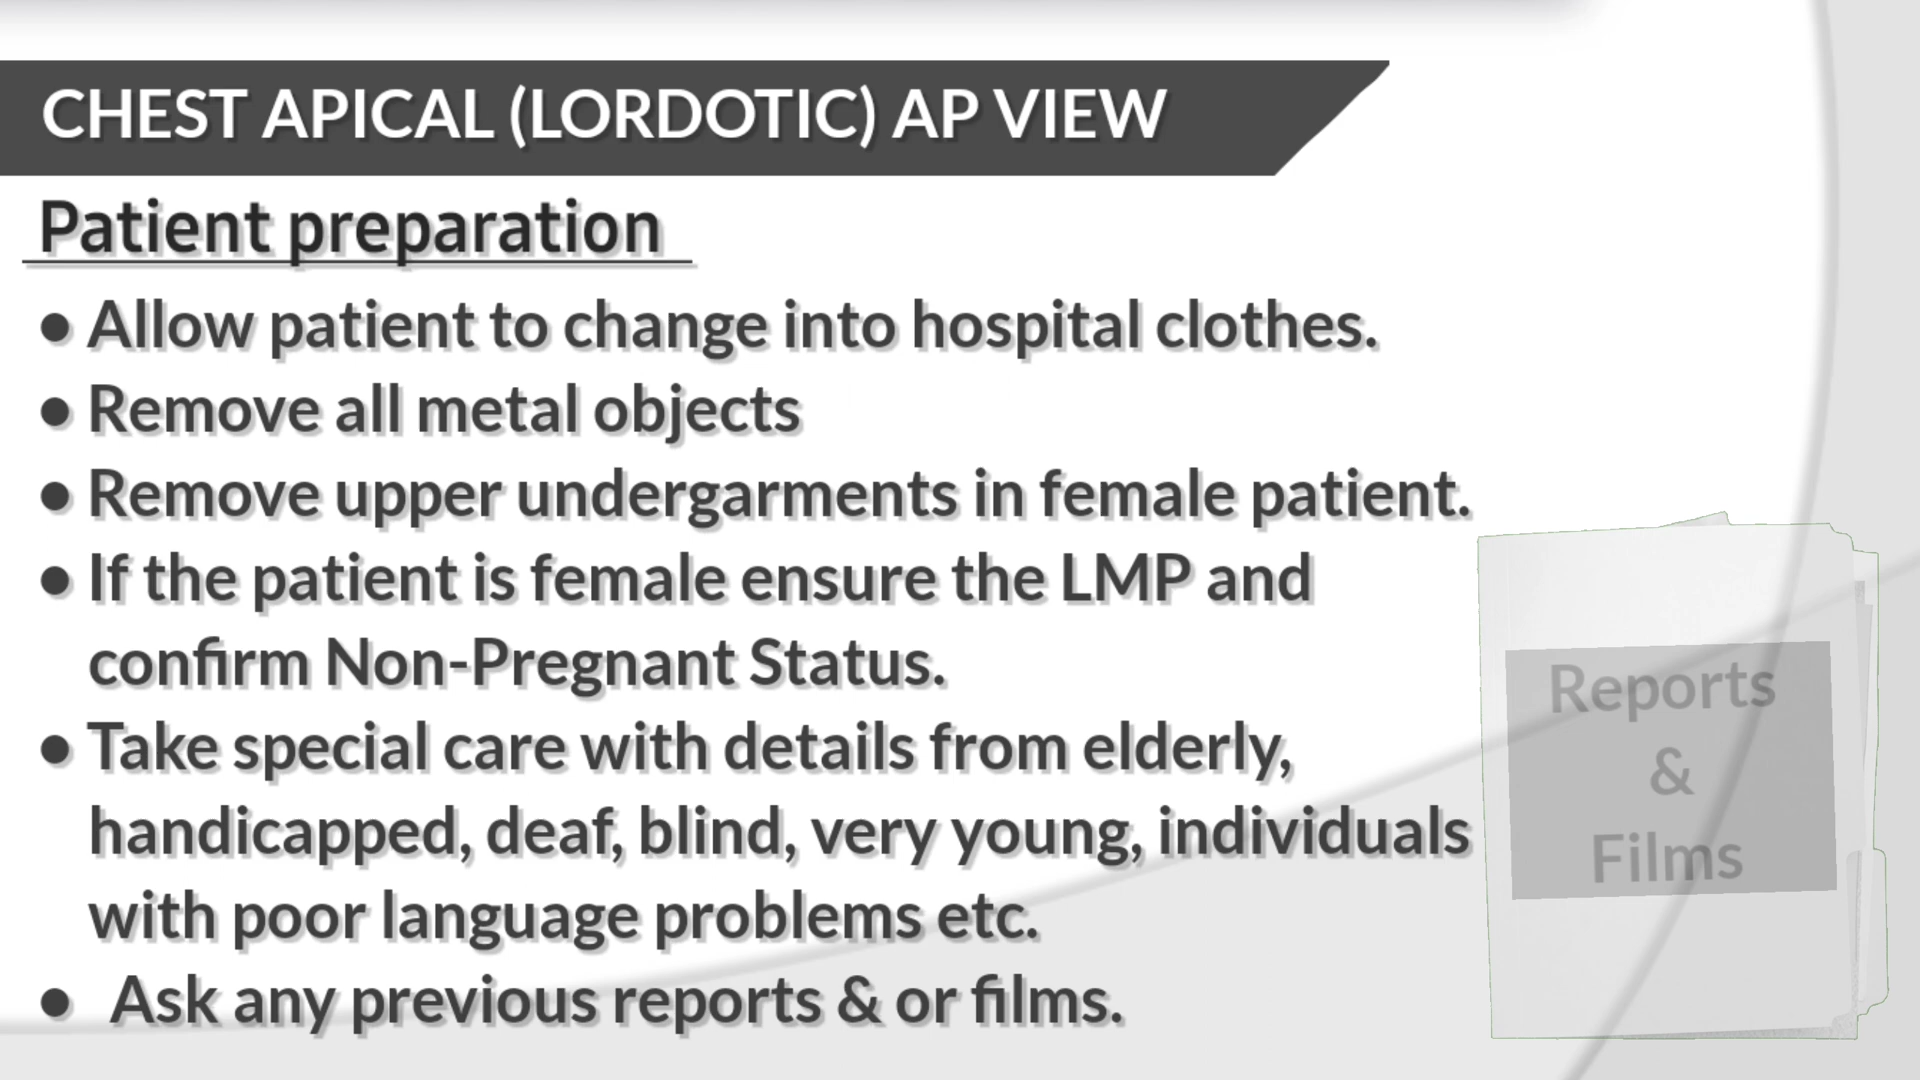 CHEST APICAL (LORDOTIC) AP VIEW
Patient preparation
● Allow patient to change into hospital clothes.
● Remove all metal objects
● Remove upper undergarments in female patient.
● If the patient is female ensure the LMP and
confirm Non-Pregnant Status.
● Take special care with details from elderly,
handicapped, deaf, blind, very young, individuals
with poor language problems etc.
● Ask any previous reports & or films.
Reports
&
Films